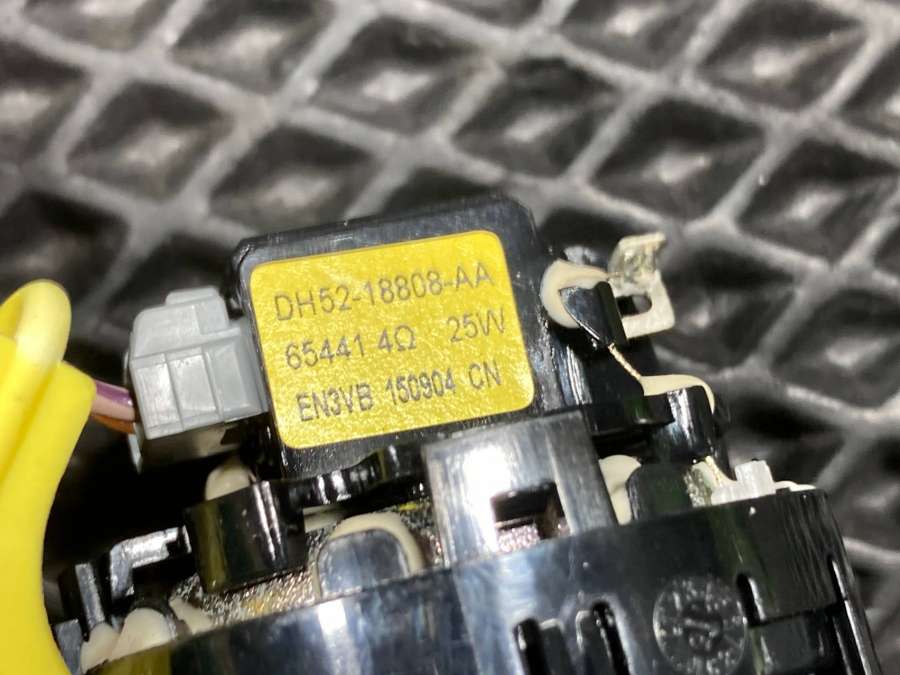 DH52-18808-AA
65441 4Ω 25W
EN3VB 150904 CN